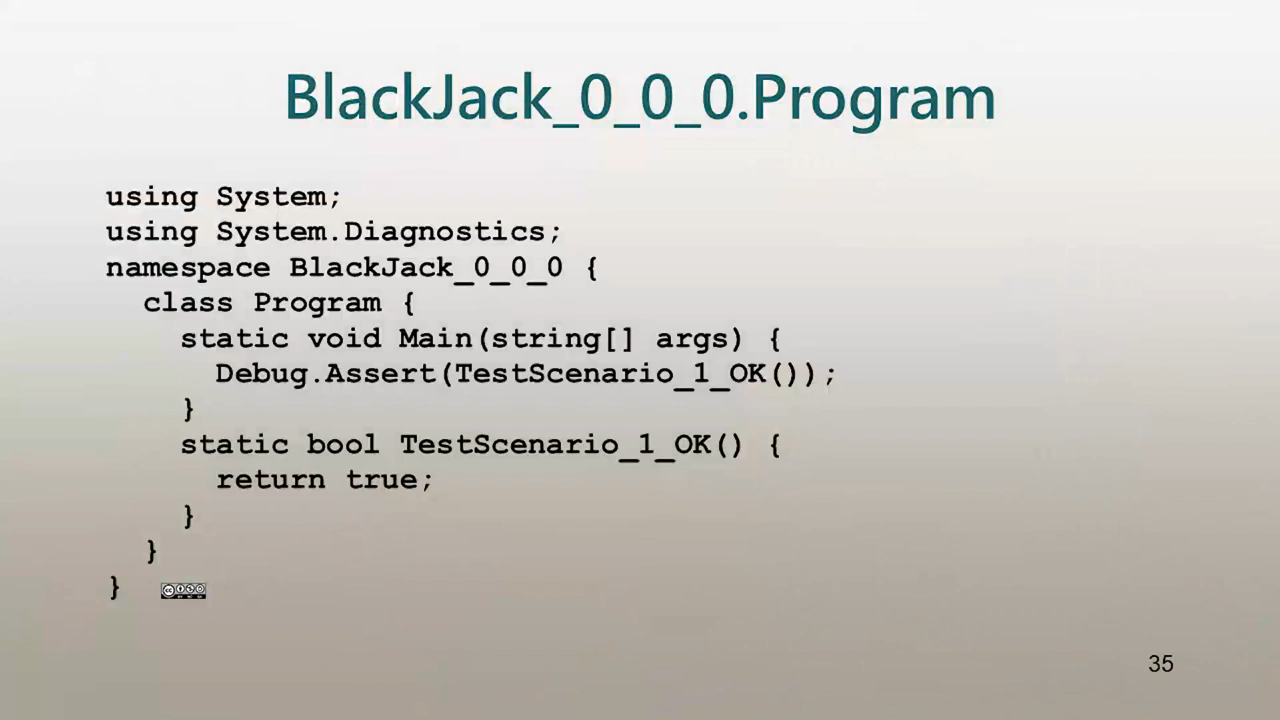 BlackJack_0_0_0.Program
using System;
using System.Diagnostics;
namespace BlackJack_0_0_0 {
class Program {
static void Main(string[] args) {
Debug.Assert(TestScenario_1_OK());
}
static bool TestScenario_1_OK() {
return true;
}
}
}
35